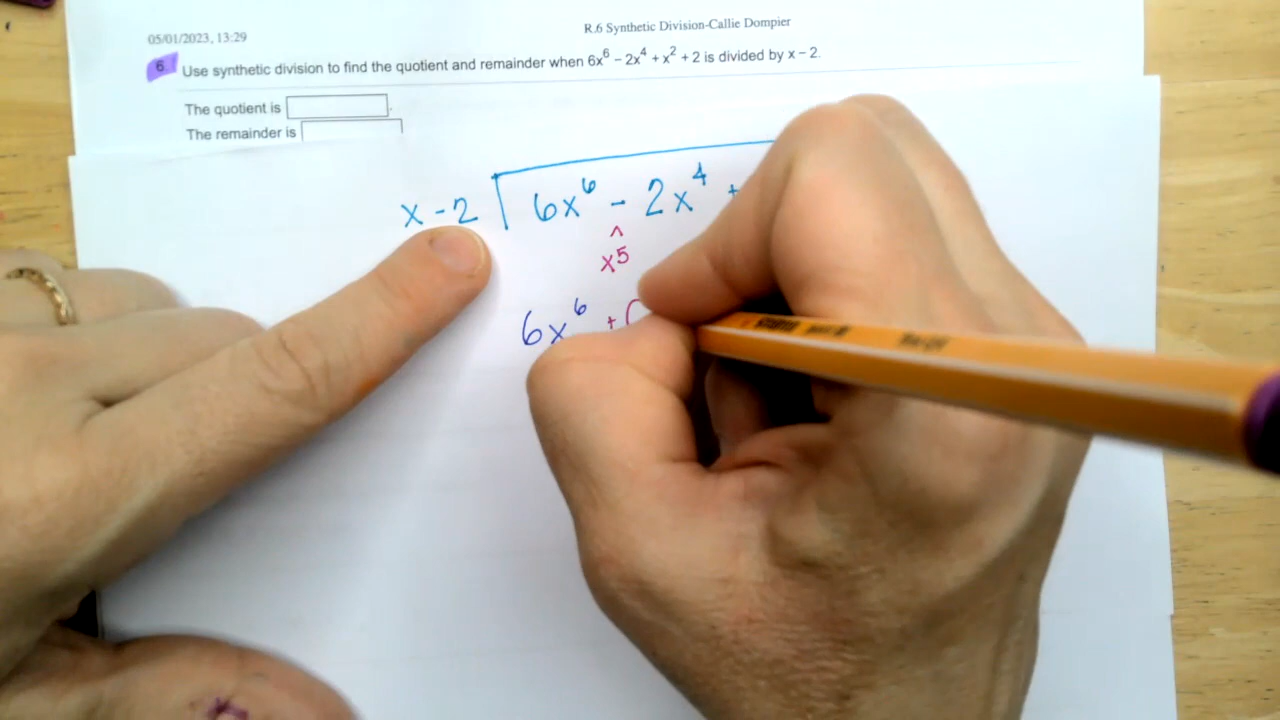 05/01/2023, 13:29
R.6 Synthetic Division-Callie Dompier
6. Use synthetic division to find the quotient and remainder when 6x⁶ − 2x⁴ + x² + 2 is divided by x − 2.
The quotient is .
The remainder is
x - 2 6x⁶ - 2x⁴ +
^
x⁵
6x⁶ +